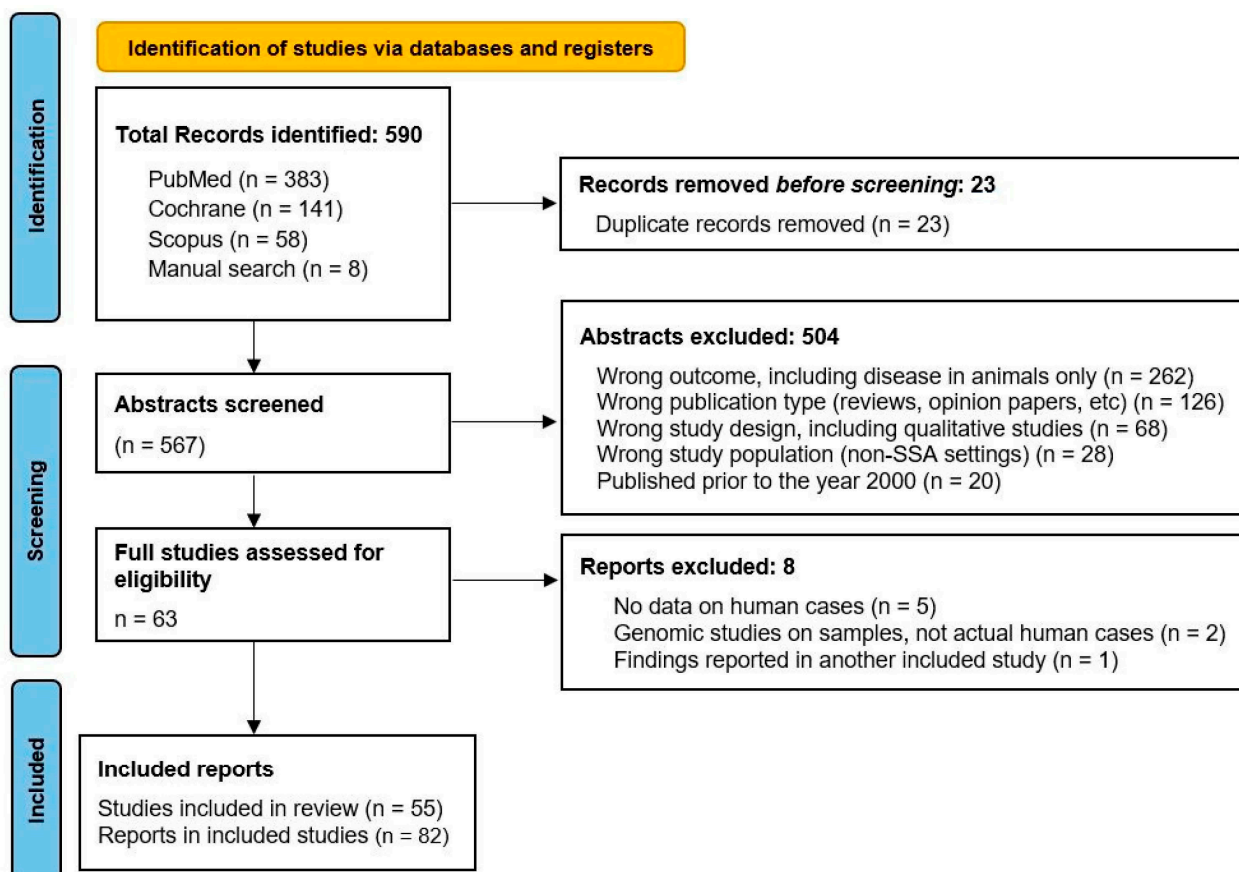 Identification of studies via databases and registers
Identification
Total Records identified: 590
PubMed (n = 383)
Cochrane (n = 141)
Scopus (n = 58)
Manual search (n = 8)
Records removed before screening: 23
Duplicate records removed (n = 23)
Screening
Abstracts screened
(n = 567)
Abstracts excluded: 504
Wrong outcome, including disease in animals only (n = 262)
Wrong publication type (reviews, opinion papers, etc) (n = 126)
Wrong study design, including qualitative studies (n = 68)
Wrong study population (non-SSA settings) (n = 28)
Published prior to the year 2000 (n = 20)
Full studies assessed for
eligibility
n = 63
Reports excluded: 8
No data on human cases (n = 5)
Genomic studies on samples, not actual human cases (n = 2)
Findings reported in another included study (n = 1)
Included
Included reports
Studies included in review (n = 55)
Reports in included studies (n = 82)